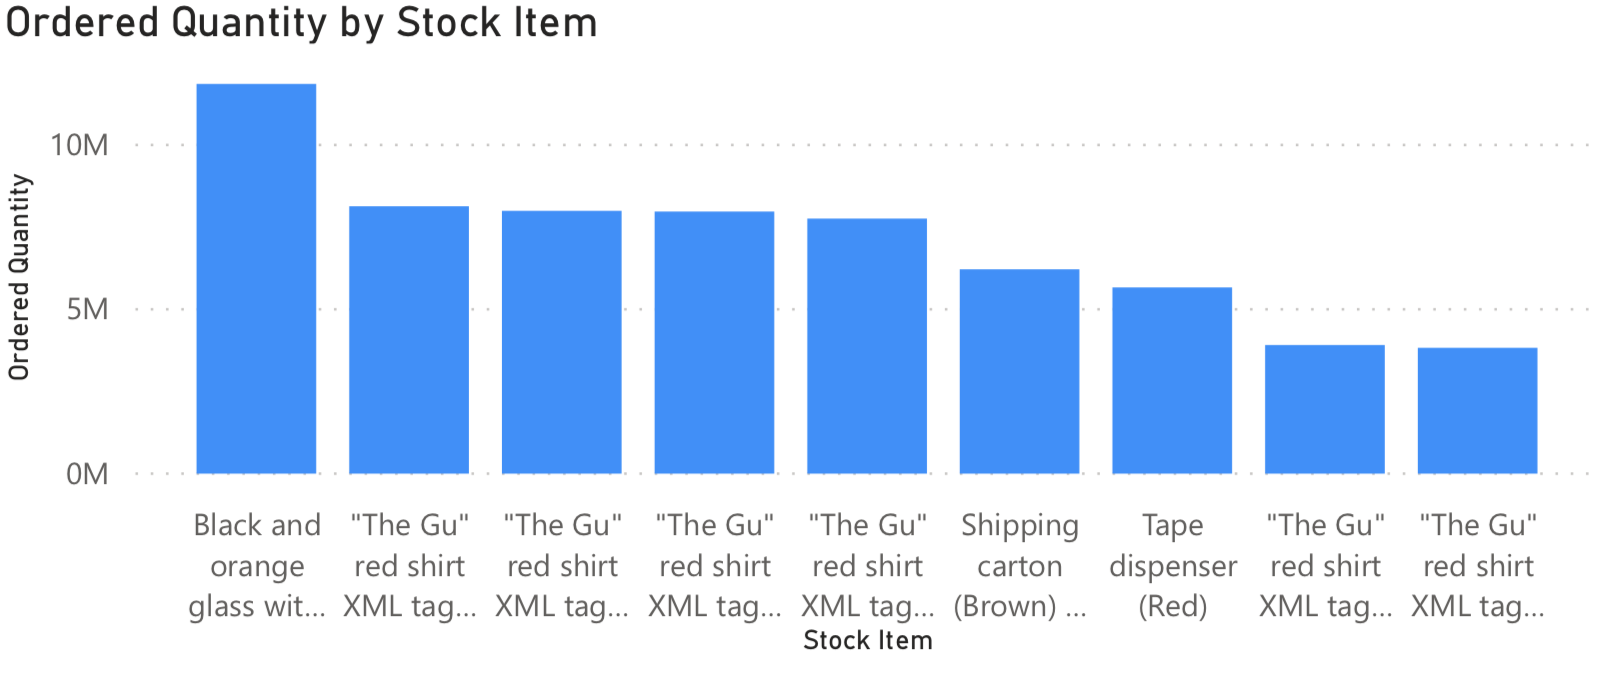 Ordered Quantity by Stock Item
Ordered Quantity
10M
5M
0M
Black and
orange
glass wit...
"The Gu"
red shirt
XML tag...
"The Gu"
red shirt
XML tag...
"The Gu"
red shirt
XML tag...
"The Gu"
red shirt
XML tag...
Shipping
carton
(Brown) ...
Tape
dispenser
(Red)
"The Gu"
red shirt
XML tag...
"The Gu"
red shirt
XML tag...
Stock Item